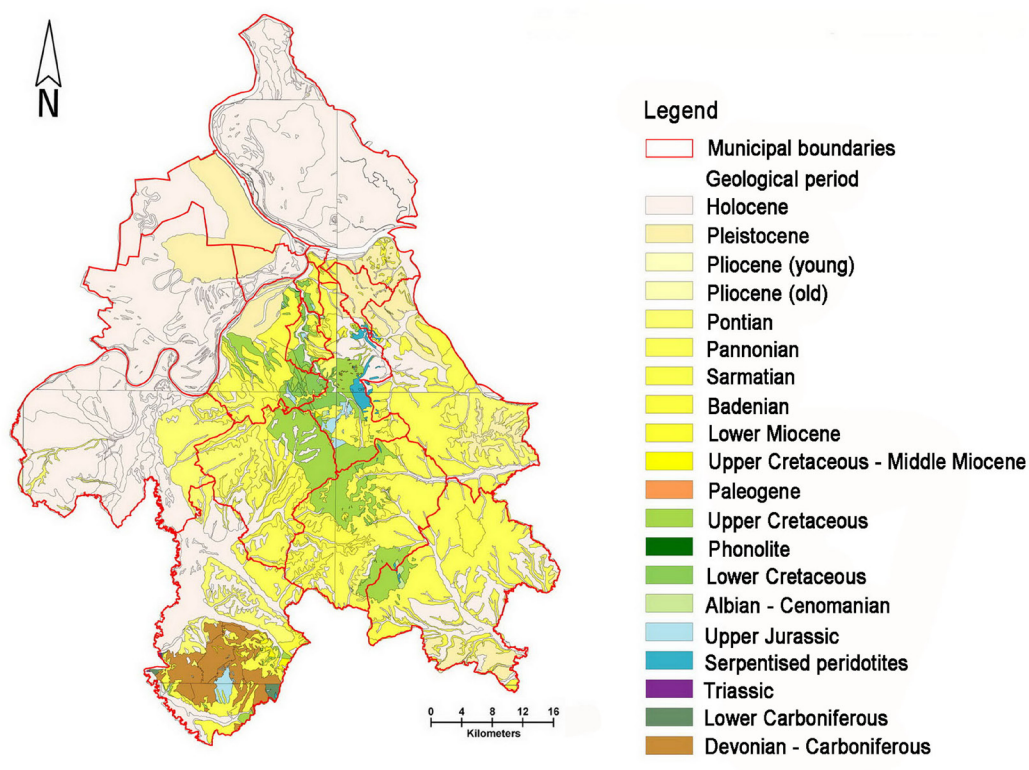 N
Legend
Municipal boundaries
Geological period
Holocene
Pleistocene
Pliocene (young)
Pliocene (old)
Pontian
Pannonian
Sarmatian
Badenian
Lower Miocene
Upper Cretaceous - Middle Miocene
Paleogene
Upper Cretaceous
Phonolite
Lower Cretaceous
Albian - Cenomanian
Upper Jurassic
Serpentised peridotites
Triassic
Lower Carboniferous
Devonian - Carboniferous
0 4 8 12 16
Kilometers